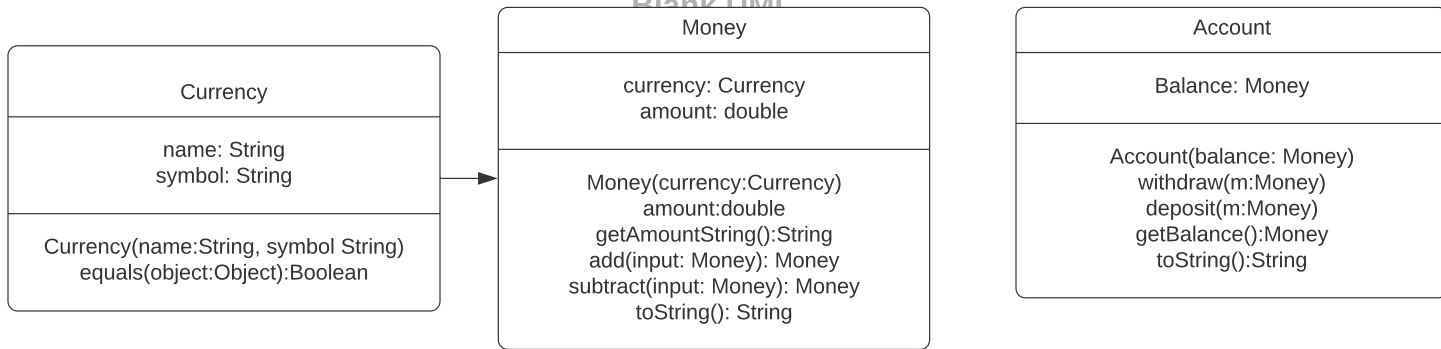 Blank UML
Currency
name: String
symbol: String
Currency(name:String, symbol String)
equals(object:Object):Boolean
Money
currency: Currency
amount: double
Money(currency:Currency)
amount:double
getAmountString():String
add(input: Money): Money
subtract(input: Money): Money
toString(): String
Account
Balance: Money
Account(balance: Money)
withdraw(m:Money)
deposit(m:Money)
getBalance():Money
toString():String